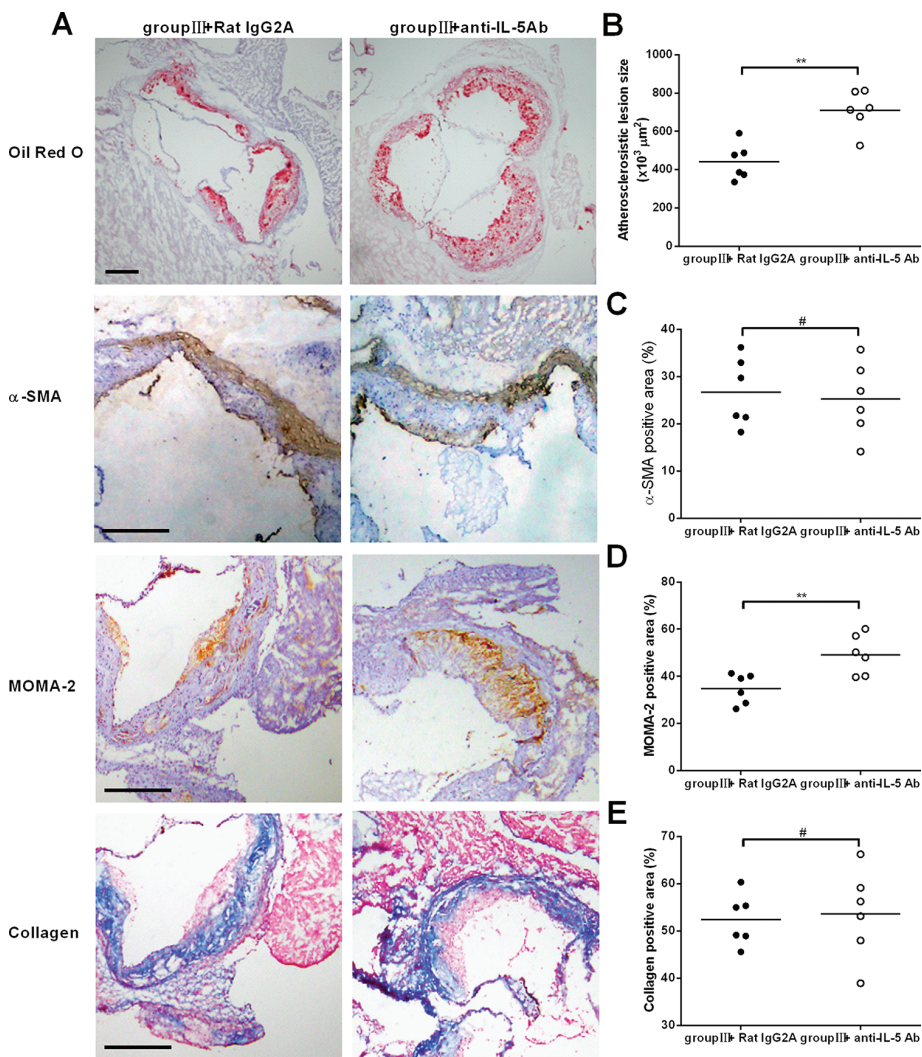 A
groupⅢ+Rat IgG2A
groupⅢ+anti-IL-5Ab
Oil Red O
α-SMA
MOMA-2
Collagen
B
Atherosclerosistic lesion size
(x10³ μm²)
1000
800
600
400
200
0
**
groupⅢ+ Rat IgG2A groupⅢ+ anti-IL-5 Ab
C
α-SMA positive area (%)
40
30
20
10
0
#
groupⅢ+ Rat IgG2A groupⅢ+ anti-IL-5 Ab
D
MOMA-2 positive area (%)
80
60
40
20
0
**
groupⅢ+ Rat IgG2A groupⅢ+ anti-IL-5 Ab
E
Collagen positive area (%)
70
60
50
40
30
#
groupⅢ+ Rat IgG2A groupⅢ+ anti-IL-5 Ab